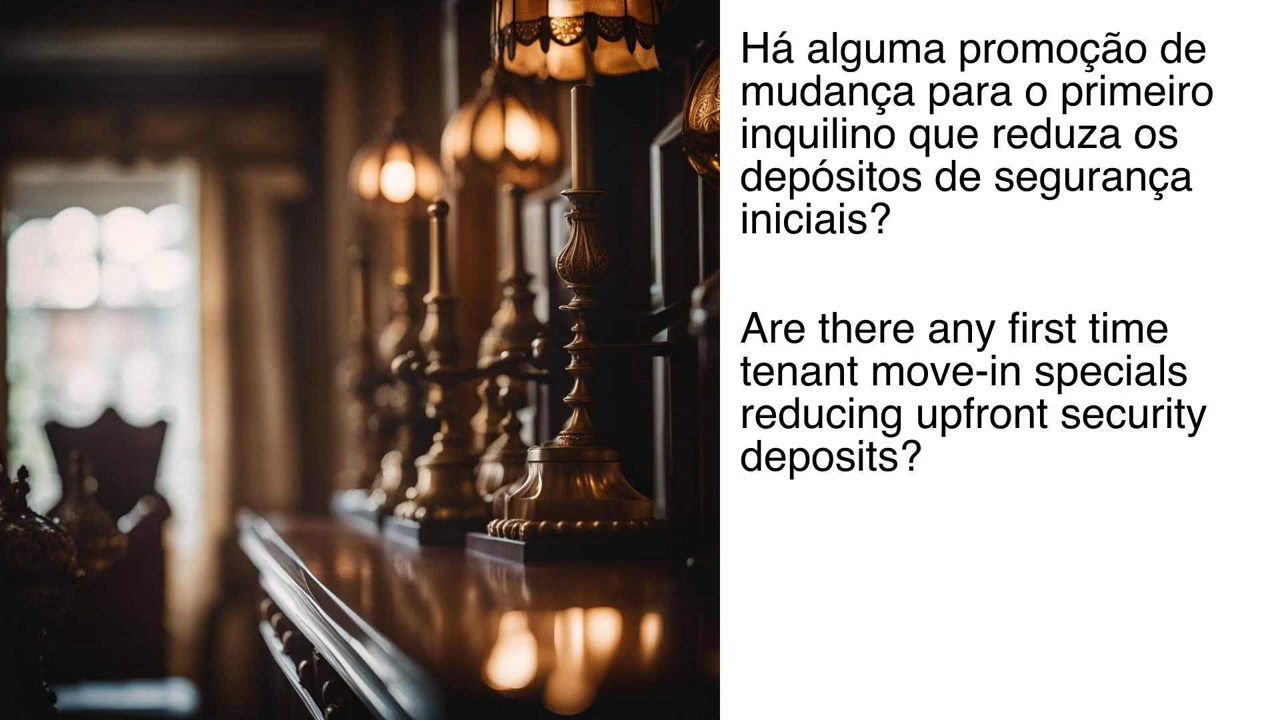 Há alguma promoção de
mudança para o primeiro
inquilino que reduza os
depósitos de segurança
iniciais?
Are there any first time
tenant move-in specials
reducing upfront security
deposits?